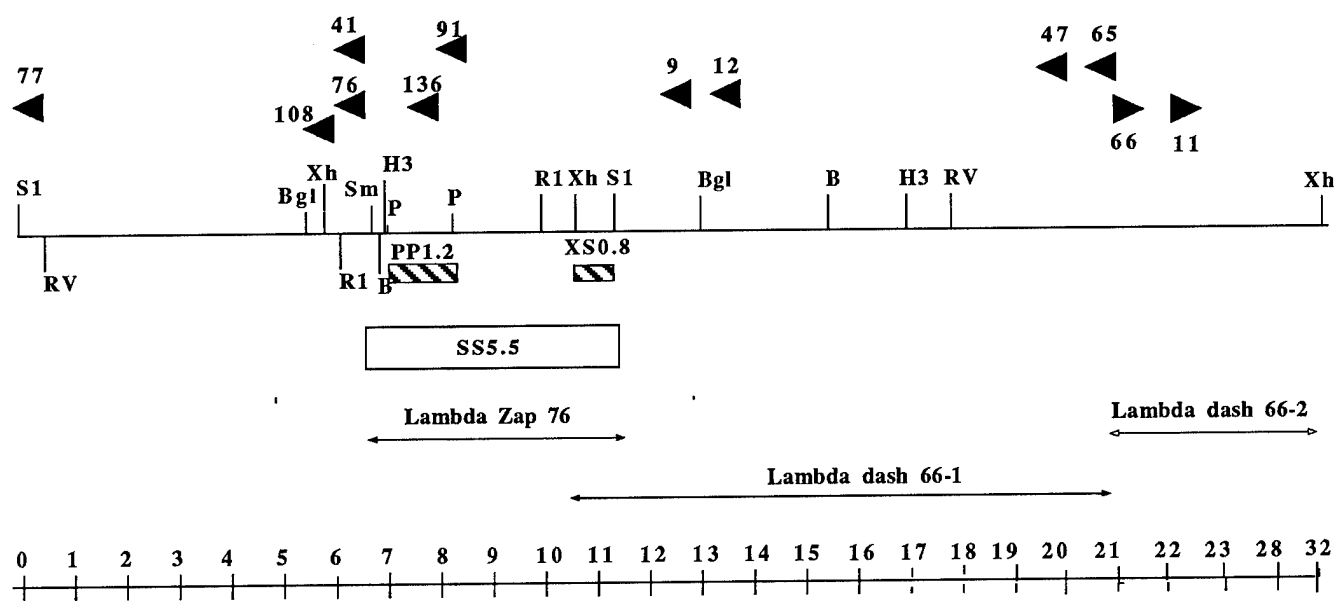 41 91
47 65
77
76 136
9 12
108
66 11
H3
S1 Bgl Xh Sm P P R1 Xh S1 Bgl B H3 RV Xh
PP1.2 XS0.8
RV R1 B
SS5.5
Lambda Zap 76
Lambda dash 66-2
Lambda dash 66-1
0 1 2 3 4 5 6 7 8 9 10 11 12 13 14 15 16 17 18 19 20 21 22 23 28 32